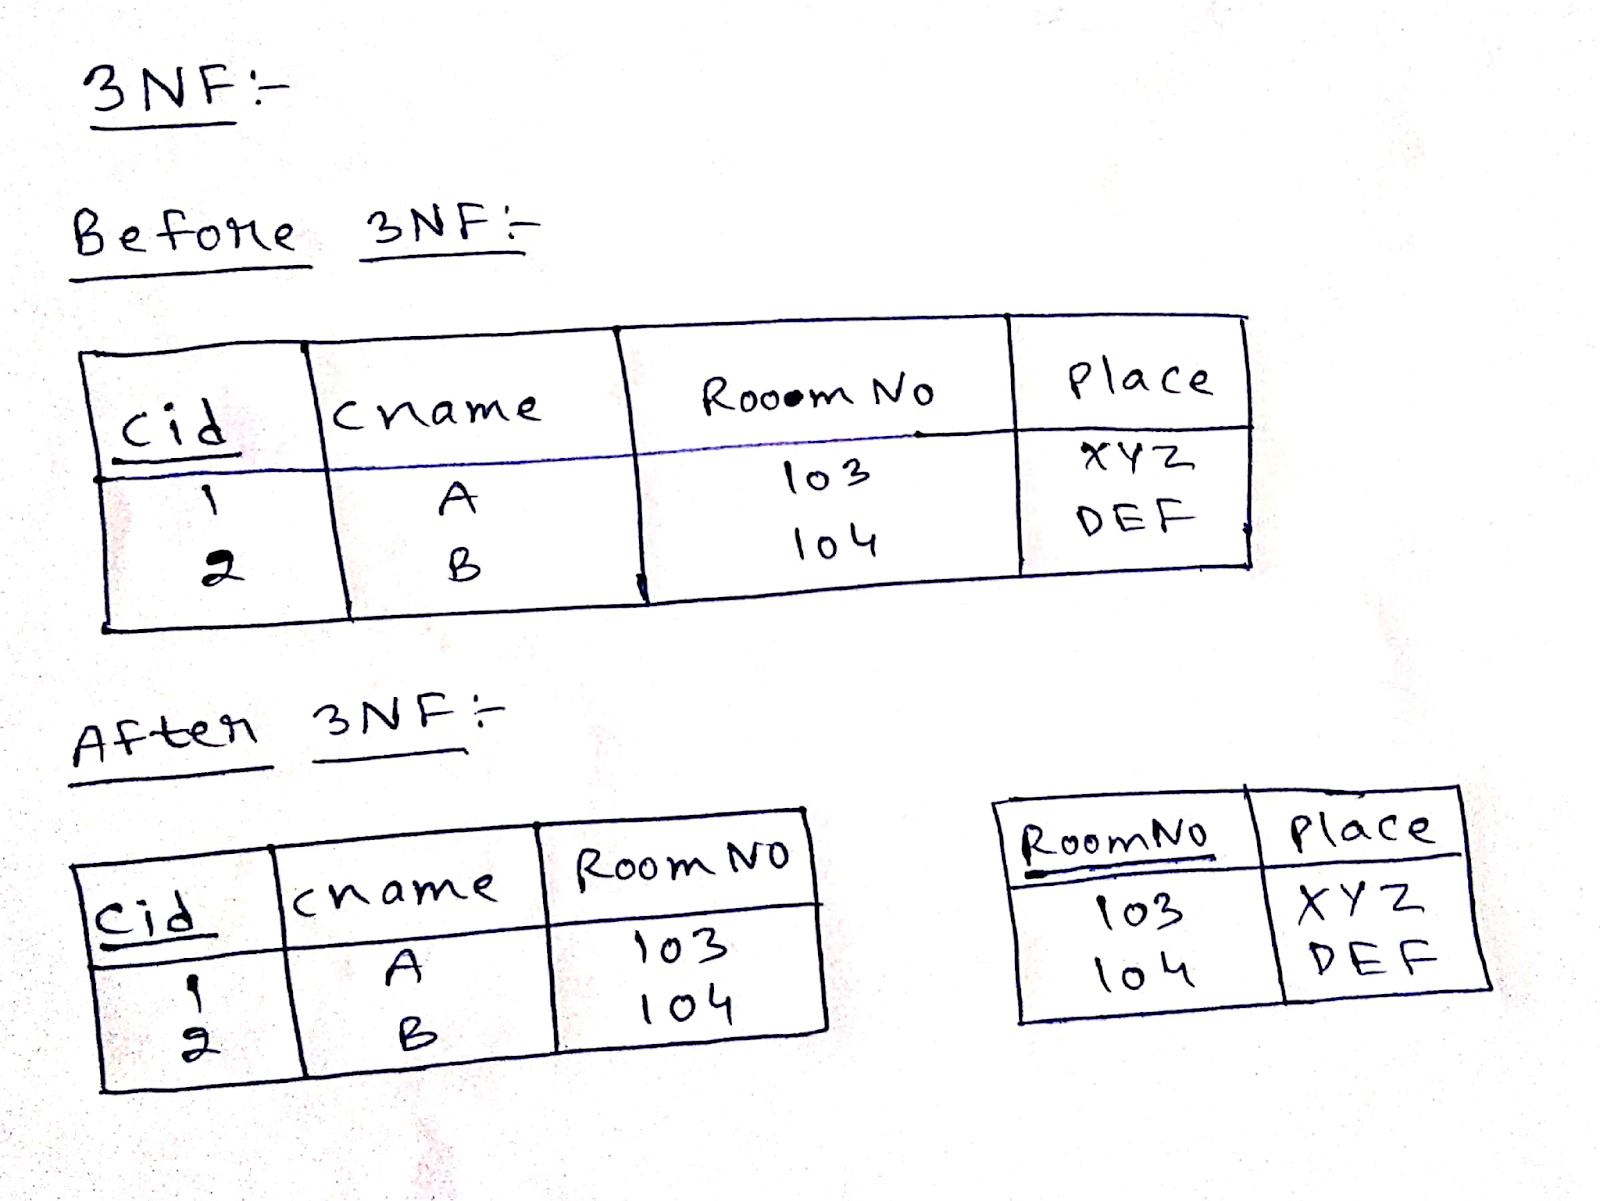 3NF:-
Before 3NF:-
Cid cname Rooom No Place
1 A 103 XYZ
2 B 104 DEF
After 3NF:-
Cid cname Room NO
1 A 103
2 B 104
RoomNo Place
103 XYZ
104 DEF